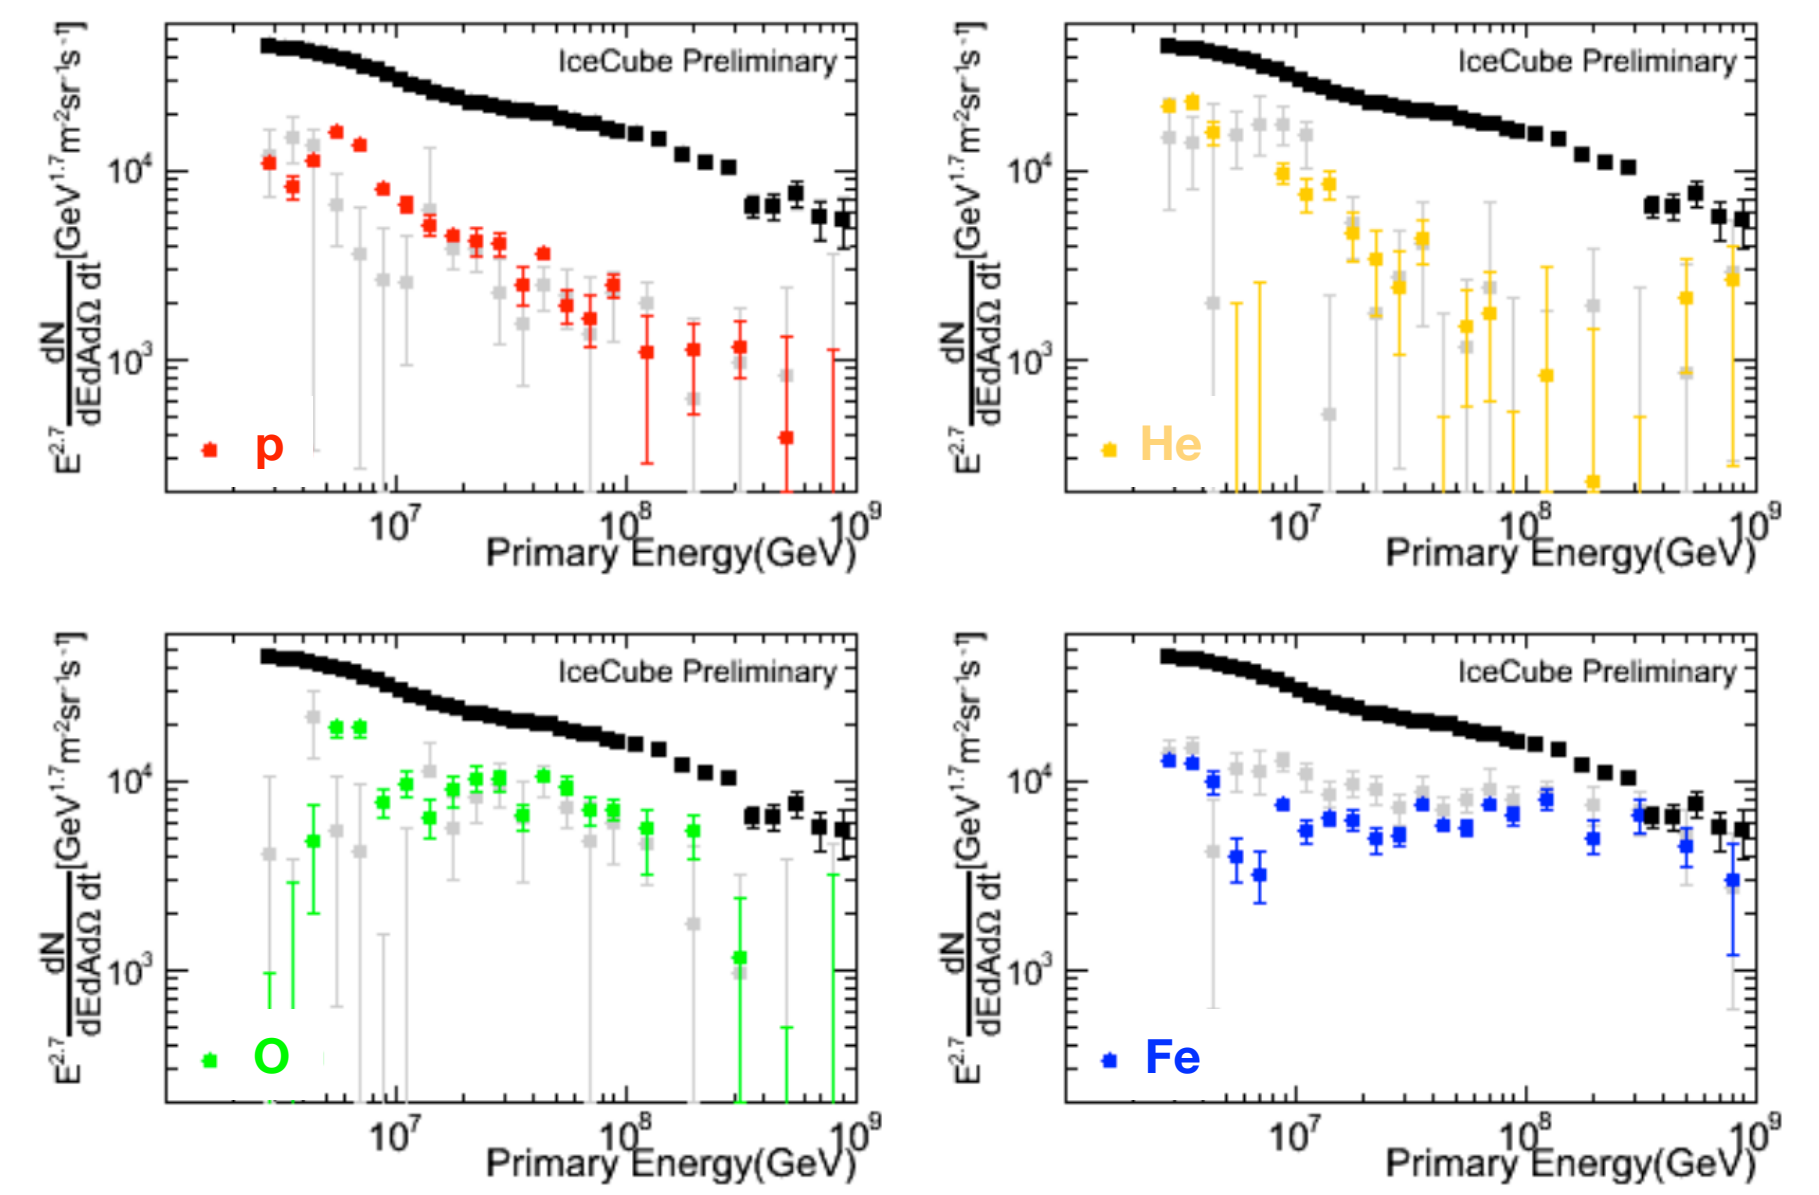 IceCube Preliminary
E^2.7 dN/dEdAdΩ dt [GeV^1.7 m^-2 sr^-1 s^-1]
10^4
10^3
p
10^7 10^8 10^9
Primary Energy(GeV)
IceCube Preliminary
E^2.7 dN/dEdAdΩ dt [GeV^1.7 m^-2 sr^-1 s^-1]
10^4
10^3
He
10^7 10^8 10^9
Primary Energy(GeV)
IceCube Preliminary
E^2.7 dN/dEdAdΩ dt [GeV^1.7 m^-2 sr^-1 s^-1]
10^4
10^3
O
10^7 10^8 10^9
Primary Energy(GeV)
IceCube Preliminary
E^2.7 dN/dEdAdΩ dt [GeV^1.7 m^-2 sr^-1 s^-1]
10^4
10^3
Fe
10^7 10^8 10^9
Primary Energy(GeV)